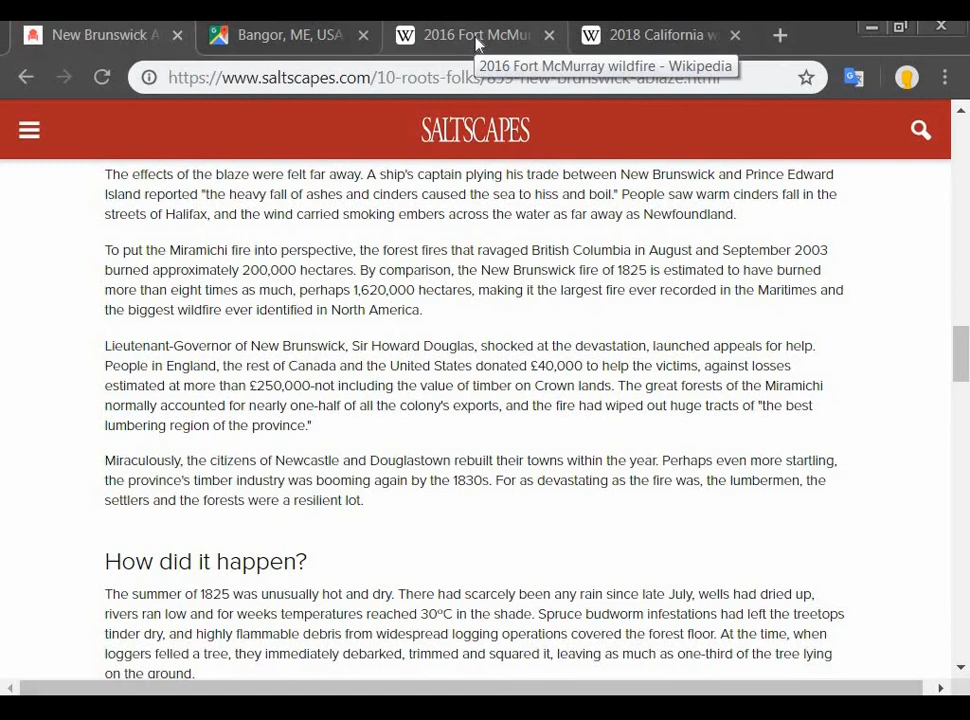 New Brunswick A
Bangor, ME, USA
2016 Fort McMur
2018 California w
2016 Fort McMurray wildfire - Wikipedia
https://www.saltscapes.com/10-roots-folks/859-new-brunswick-ablaze.html
SALTSCAPES
The effects of the blaze were felt far away. A ship's captain plying his trade between New Brunswick and Prince Edward
Island reported "the heavy fall of ashes and cinders caused the sea to hiss and boil." People saw warm cinders fall in the
streets of Halifax, and the wind carried smoking embers across the water as far away as Newfoundland.
To put the Miramichi fire into perspective, the forest fires that ravaged British Columbia in August and September 2003
burned approximately 200,000 hectares. By comparison, the New Brunswick fire of 1825 is estimated to have burned
more than eight times as much, perhaps 1,620,000 hectares, making it the largest fire ever recorded in the Maritimes and
the biggest wildfire ever identified in North America.
Lieutenant-Governor of New Brunswick, Sir Howard Douglas, shocked at the devastation, launched appeals for help.
People in England, the rest of Canada and the United States donated £40,000 to help the victims, against losses
estimated at more than £250,000-not including the value of timber on Crown lands. The great forests of the Miramichi
normally accounted for nearly one-half of all the colony's exports, and the fire had wiped out huge tracts of "the best
lumbering region of the province."
Miraculously, the citizens of Newcastle and Douglastown rebuilt their towns within the year. Perhaps even more startling,
the province's timber industry was booming again by the 1830s. For as devastating as the fire was, the lumbermen, the
settlers and the forests were a resilient lot.
How did it happen?
The summer of 1825 was unusually hot and dry. There had scarcely been any rain since late July, wells had dried up,
rivers ran low and for weeks temperatures reached 30ºC in the shade. Spruce budworm infestations had left the treetops
tinder dry, and highly flammable debris from widespread logging operations covered the forest floor. At the time, when
loggers felled a tree, they immediately debarked, trimmed and squared it, leaving as much as one-third of the tree lying
on the ground.